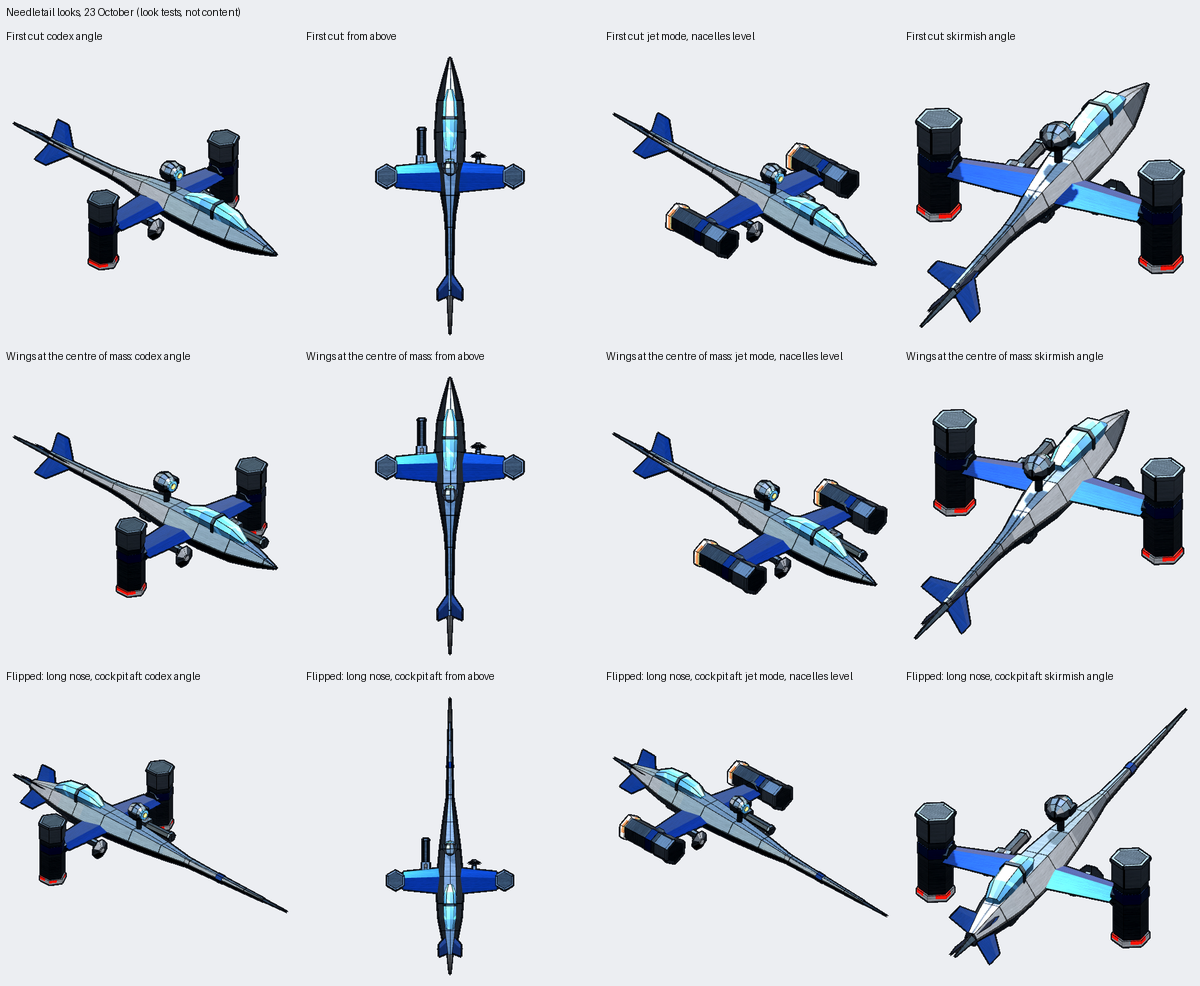 Needletail looks, 23 October (look tests, not content)
First cut: codex angle
First cut: from above
First cut: jet mode, nacelles level
First cut: skirmish angle
Wings at the centre of mass: codex angle
Wings at the centre of mass: from above
Wings at the centre of mass: jet mode, nacelles level
Wings at the centre of mass: skirmish angle
Flipped: long nose, cockpit aft: codex angle
Flipped: long nose, cockpit aft: from above
Flipped: long nose, cockpit aft: jet mode, nacelles level
Flipped: long nose, cockpit aft: skirmish angle